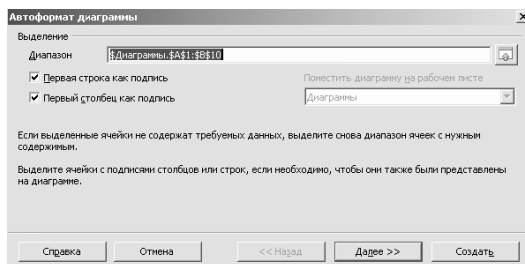 Автоформат диаграммы
Выделение
Диапазон $Диаграммы.$A$1:$B$10
Первая строка как подпись
Поместить диаграмму на рабочем листе
Первый столбец как подпись
Диаграммы
Если выделенные ячейки не содержат требуемых данных, выделите снова диапазон ячеек с нужным
содержимым.
Выделите ячейки с подписями столбцов или строк, если необходимо, чтобы они также были представлены
на диаграмме.
Справка Отмена << Назад Далее >> Создать